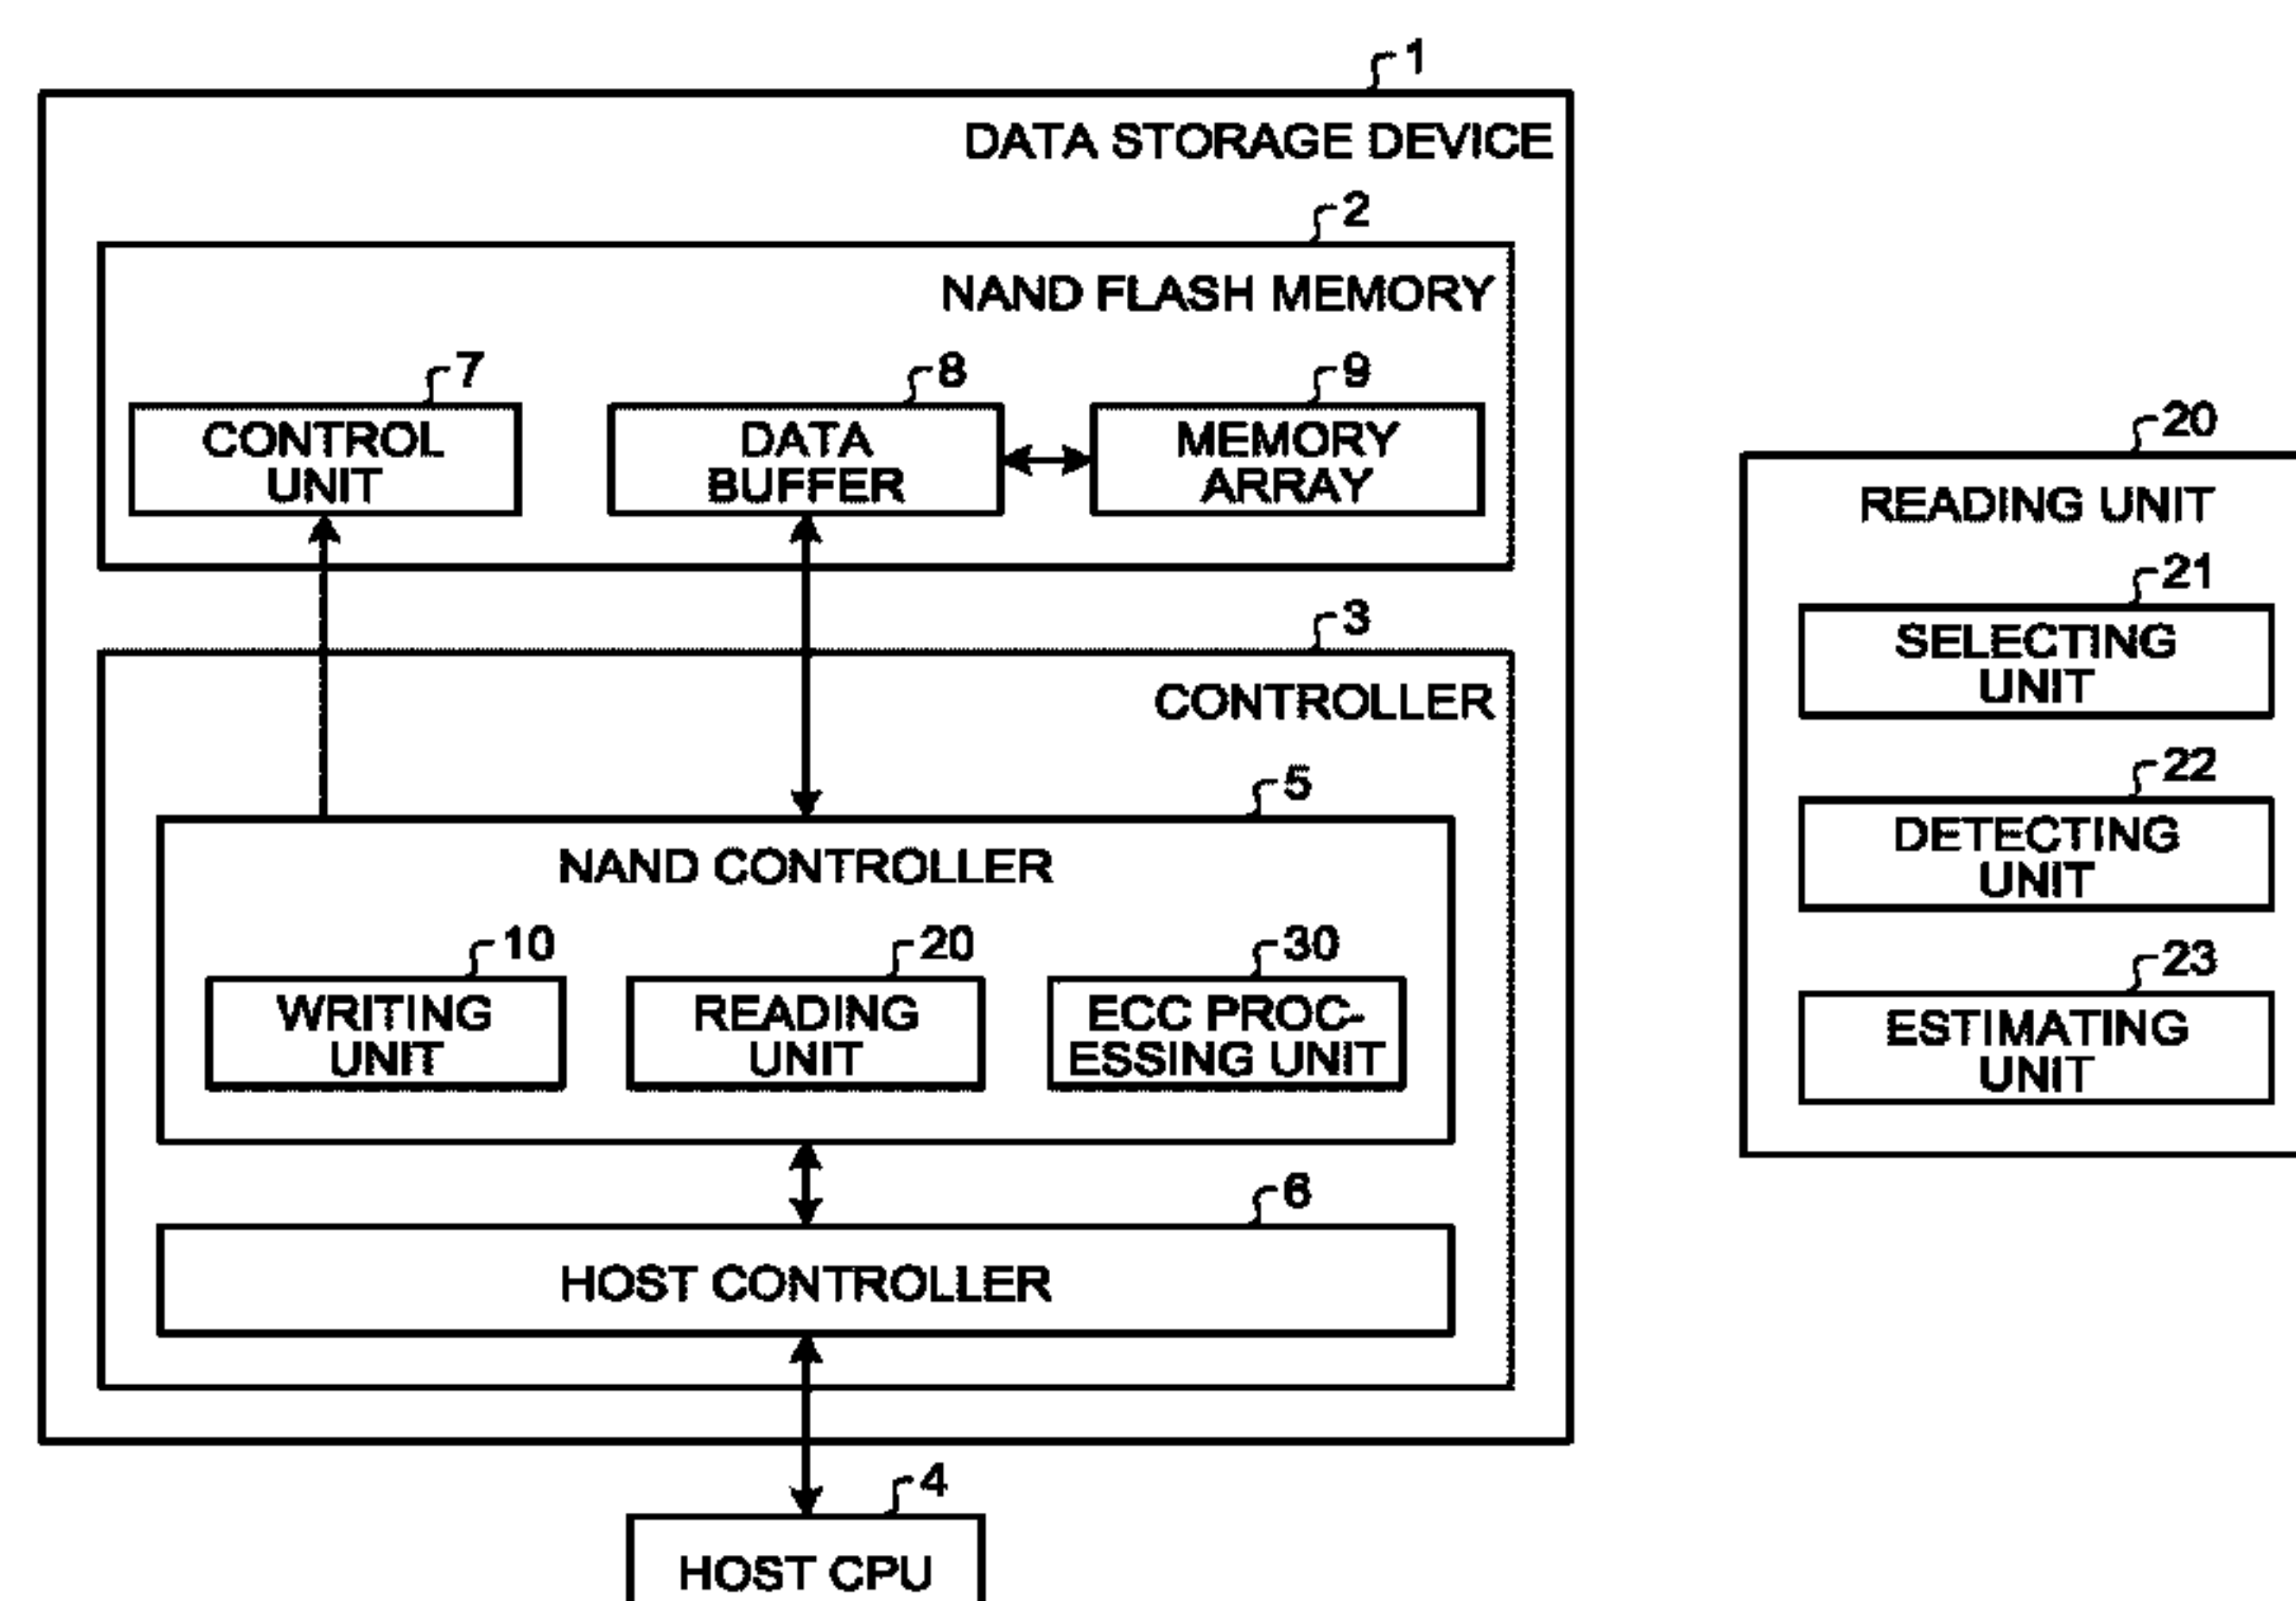 1
DATA STORAGE DEVICE
2
NAND FLASH MEMORY
7
8
9
CONTROL
UNIT
DATA
BUFFER
MEMORY
ARRAY
3
CONTROLLER
5
NAND CONTROLLER
10
20
30
WRITING
UNIT
READING
UNIT
ECC PROC-
ESSING UNIT
6
HOST CONTROLLER
4
HOST CPU
20
READING UNIT
21
SELECTING
UNIT
22
DETECTING
UNIT
23
ESTIMATING
UNIT